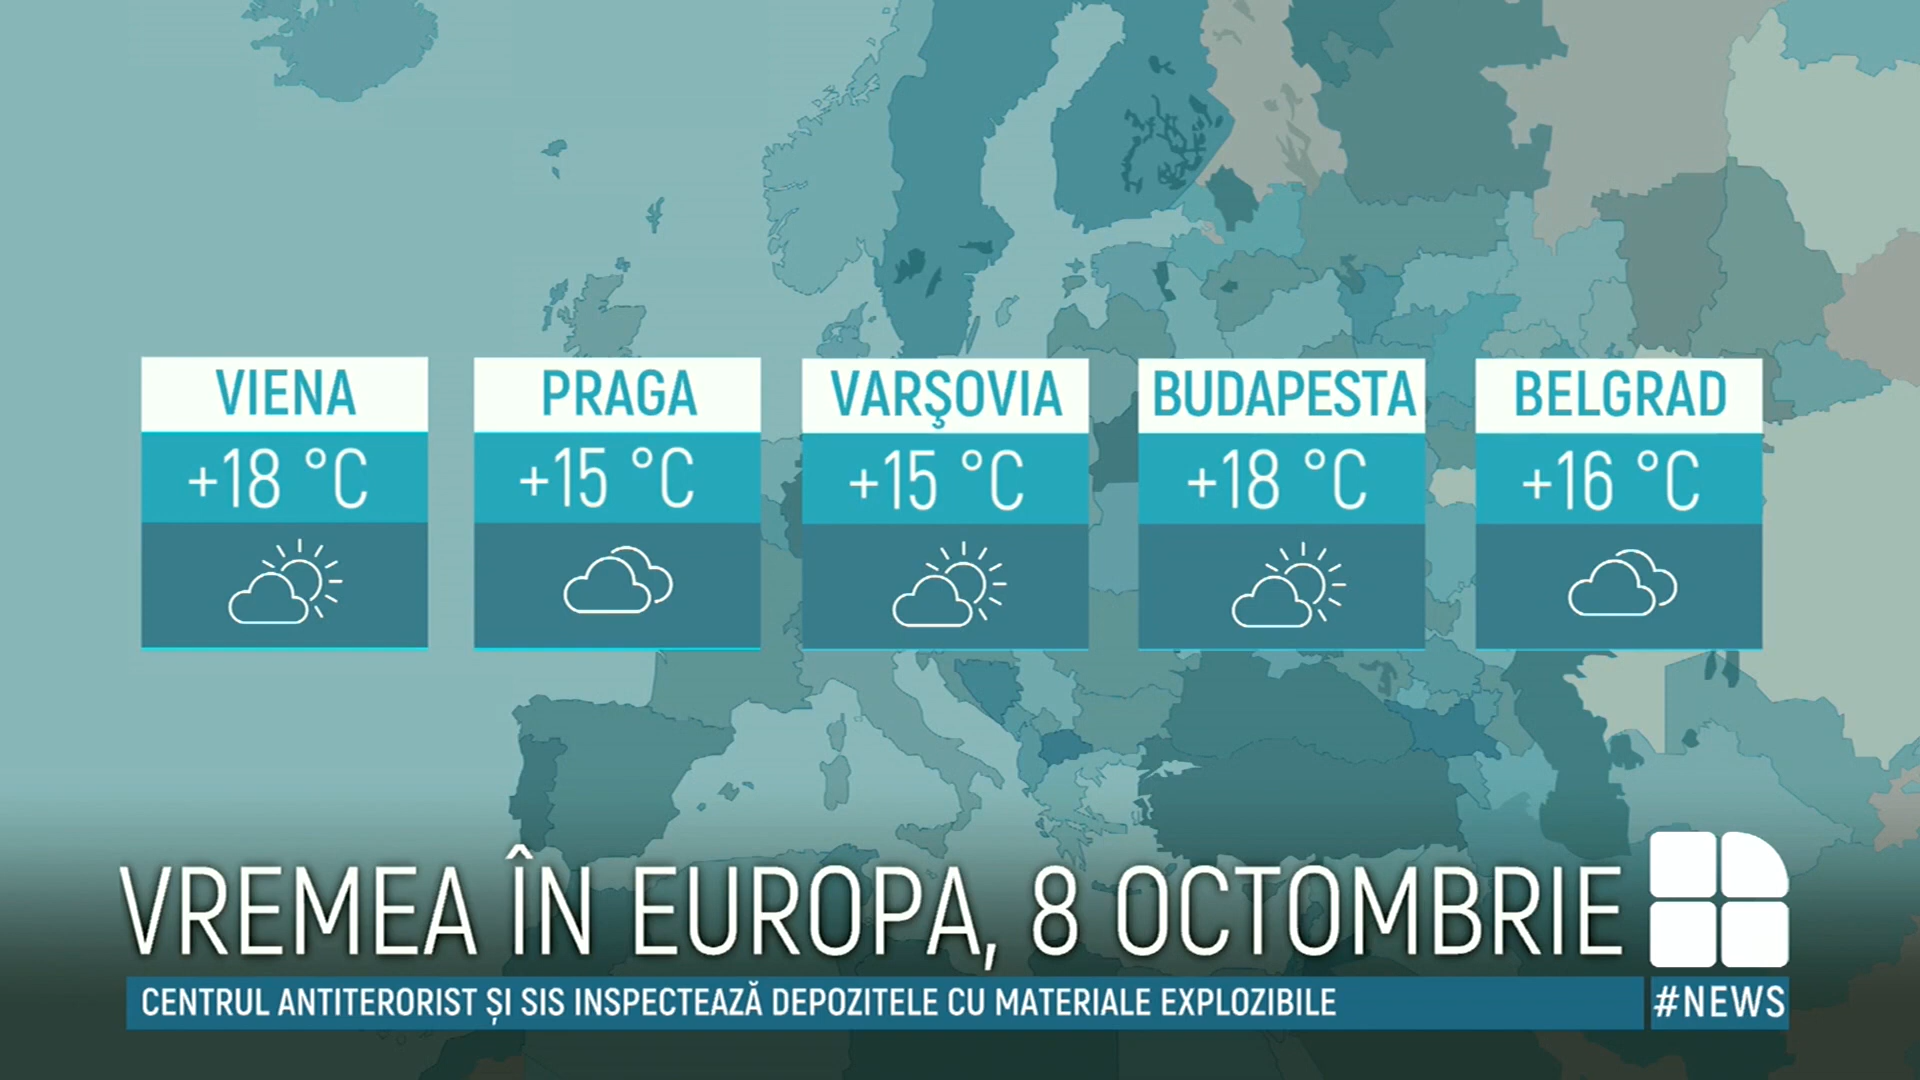 VIENA
+18 °C
PRAGA
+15 °C
VARŞOVIA
+15 °C
BUDAPESTA
+18 °C
BELGRAD
+16 °C
VREMEA ÎN EUROPA, 8 OCTOMBRIE
CENTRUL ANTITERORIST ȘI SIS INSPECTEAZĂ DEPOZITELE CU MATERIALE EXPLOZIBILE
#NEWS